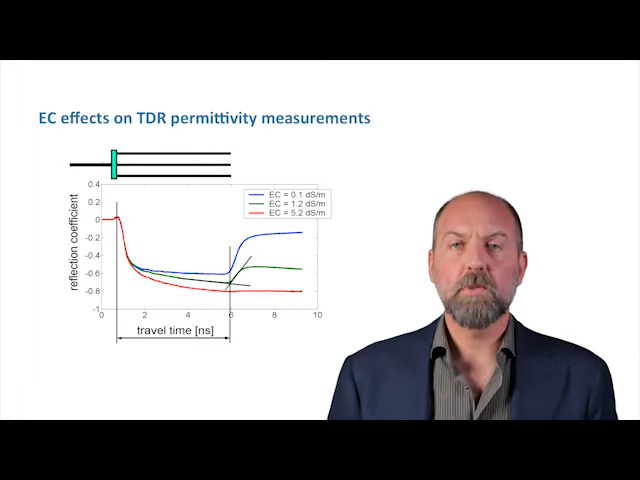 EC effects on TDR permittivity measurements
0.4
0.2
0
-0.2
-0.4
-0.6
-0.8
-1
reflection coefficient
EC = 0.1 dS/m
EC = 1.2 dS/m
EC = 5.2 dS/m
0 2 4 6 8 10
travel time [ns]